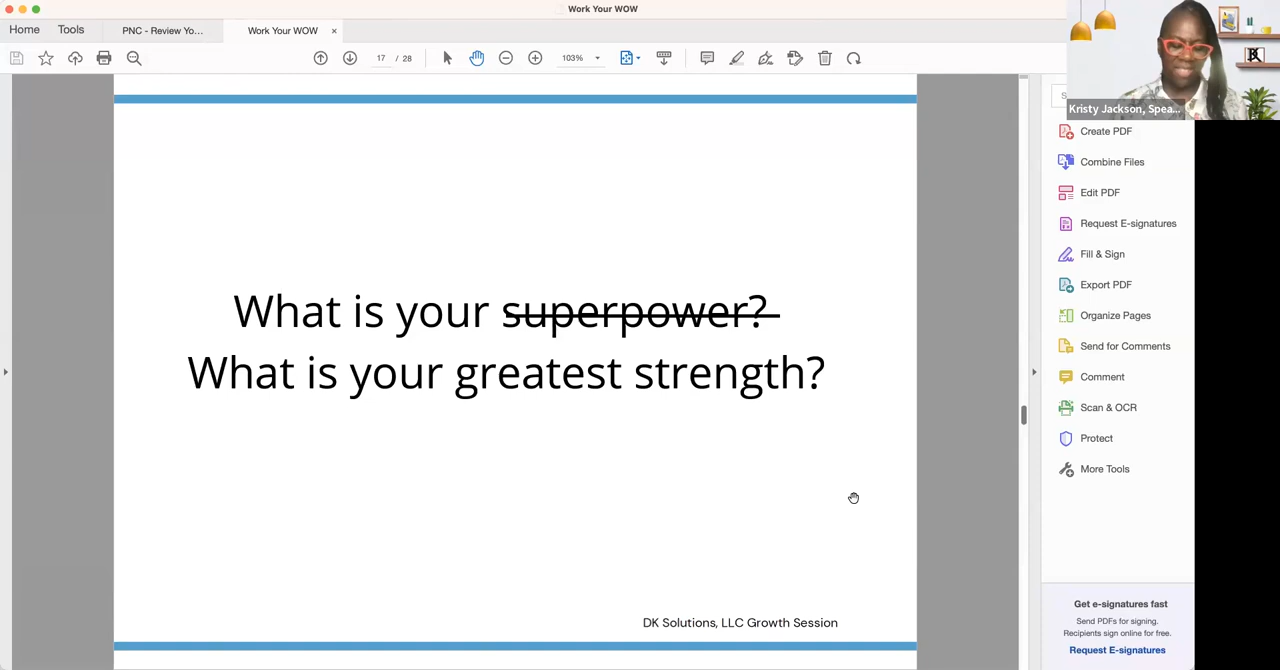 Work Your WOW
Home
Tools
PNC - Review Yo...
Work Your WOW
17 / 28
103%
Kristy Jackson, Spea...
What is your superpower?
What is your greatest strength?
DK Solutions, LLC Growth Session
S
Create PDF
Combine Files
Edit PDF
Request E-signatures
Fill & Sign
Export PDF
Organize Pages
Send for Comments
Comment
Scan & OCR
Protect
More Tools
Get e-signatures fast
Send PDFs for signing.
Recipients sign online for free.
Request E-signatures